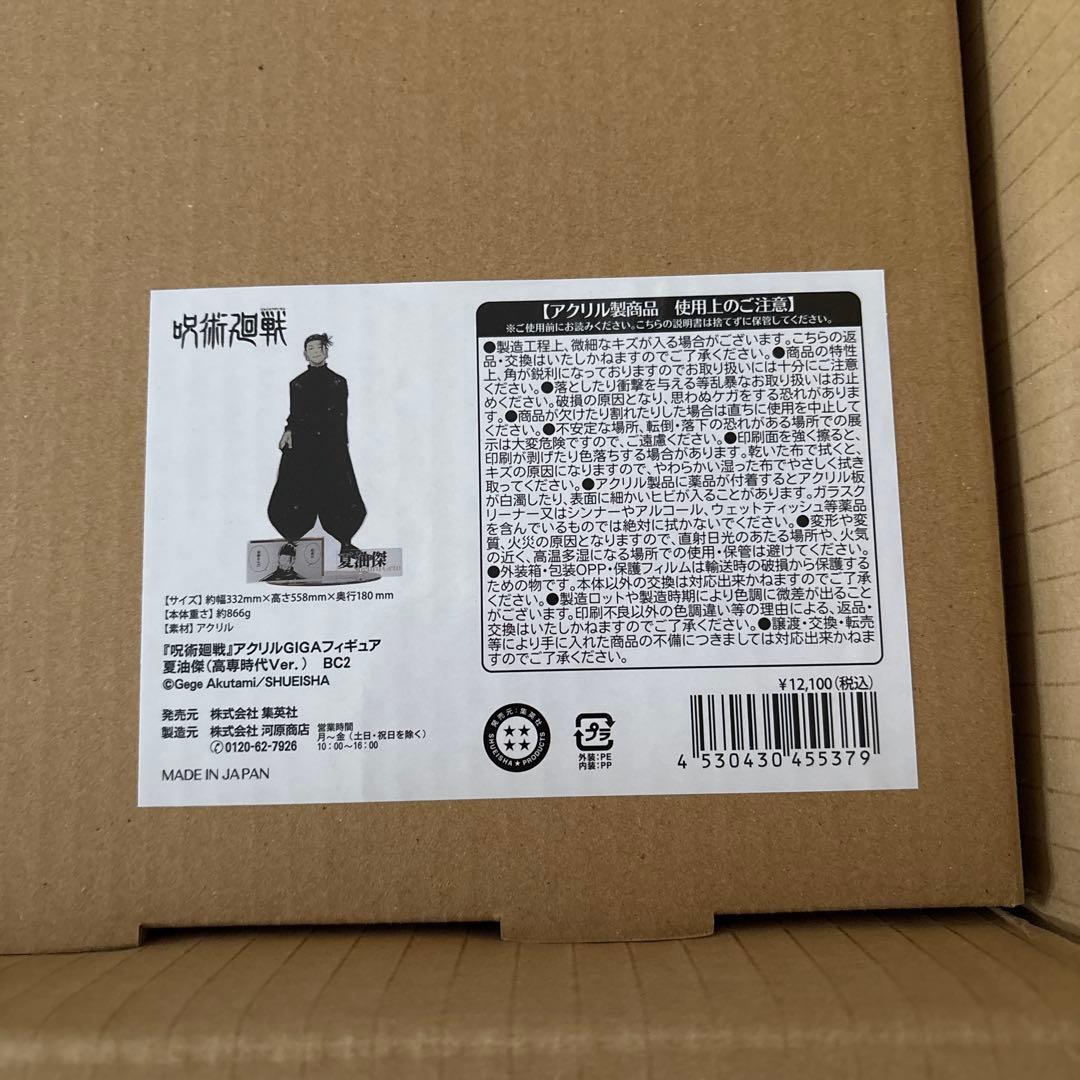 呪術廻戦
夏油傑
【サイズ】約幅332mm×高さ558mm×奥行180mm
【本体重さ】約866g
【素材】アクリル
『呪術廻戦』アクリルGIGAフィギュア
夏油傑(高専時代Ver.) BC2
©Gege Akutami/SHUEISHA
発売元 株式会社 集英社
製造元 株式会社 河原商店
✆0120-62-7926
営業時間
月~金(土日・祝日を除く)
10:00~16:00
MADE IN JAPAN
【アクリル製商品 使用上のご注意】
※ご使用前にお読みください。こちらの説明書は捨てずに保管してください。
●製造工程上、微細なキズが入る場合がございます。こちらの返
品・交換はいたしかねますのでご了承ください。●商品の特性
上、角が鋭利になっておりますのでお取り扱いには十分にご注意
ください。●落としたり衝撃を与える等乱暴なお取り扱いはお止
めください。破損の原因となり、思わぬケガをする恐れがありま
す。●商品が欠けたり割れたりした場合は直ちに使用を中止して
ください。●不安定な場所、転倒・落下の恐れがある場所での展
示は大変危険ですので、ご遠慮ください。●印刷面を強く擦ると、
印刷が剥げたり色落ちする場合があります。乾いた布で拭くと、
キズの原因になりますので、やわらかい湿った布でやさしく拭き
取ってください。●アクリル製品に薬品が付着するとアクリル板
が白濁したり、表面に細かいヒビが入ることがあります。ガラスク
リーナー又はシンナーやアルコール、ウェットティッシュ等薬品
を含んでいるものでは絶対に拭かないでください。●変形や変
質、火災の原因となりますので、直射日光のあたる場所や、火気
の近く、高温多湿になる場所での使用・保管は避けてください。
●外装箱・包装OPP・保護フィルムは輸送時の破損から保護する
ための物です。本体以外の交換は対応出来かねますのでご了承
ください。●製造ロットや製造時期により色調に微差が出ること
がございます。印刷不良以外の色調違い等の理由による、返品・
交換はいたしかねますのでご了承ください。●譲渡・交換・転売
等により手に入れた商品の不備につきましては対応出来かねま
すのでご了承ください。
¥12,100(税込)
発売元:集英社
SHUEISHA★PRODUCTS
プラ
外装:PE
内装:PP
4 530430 455379